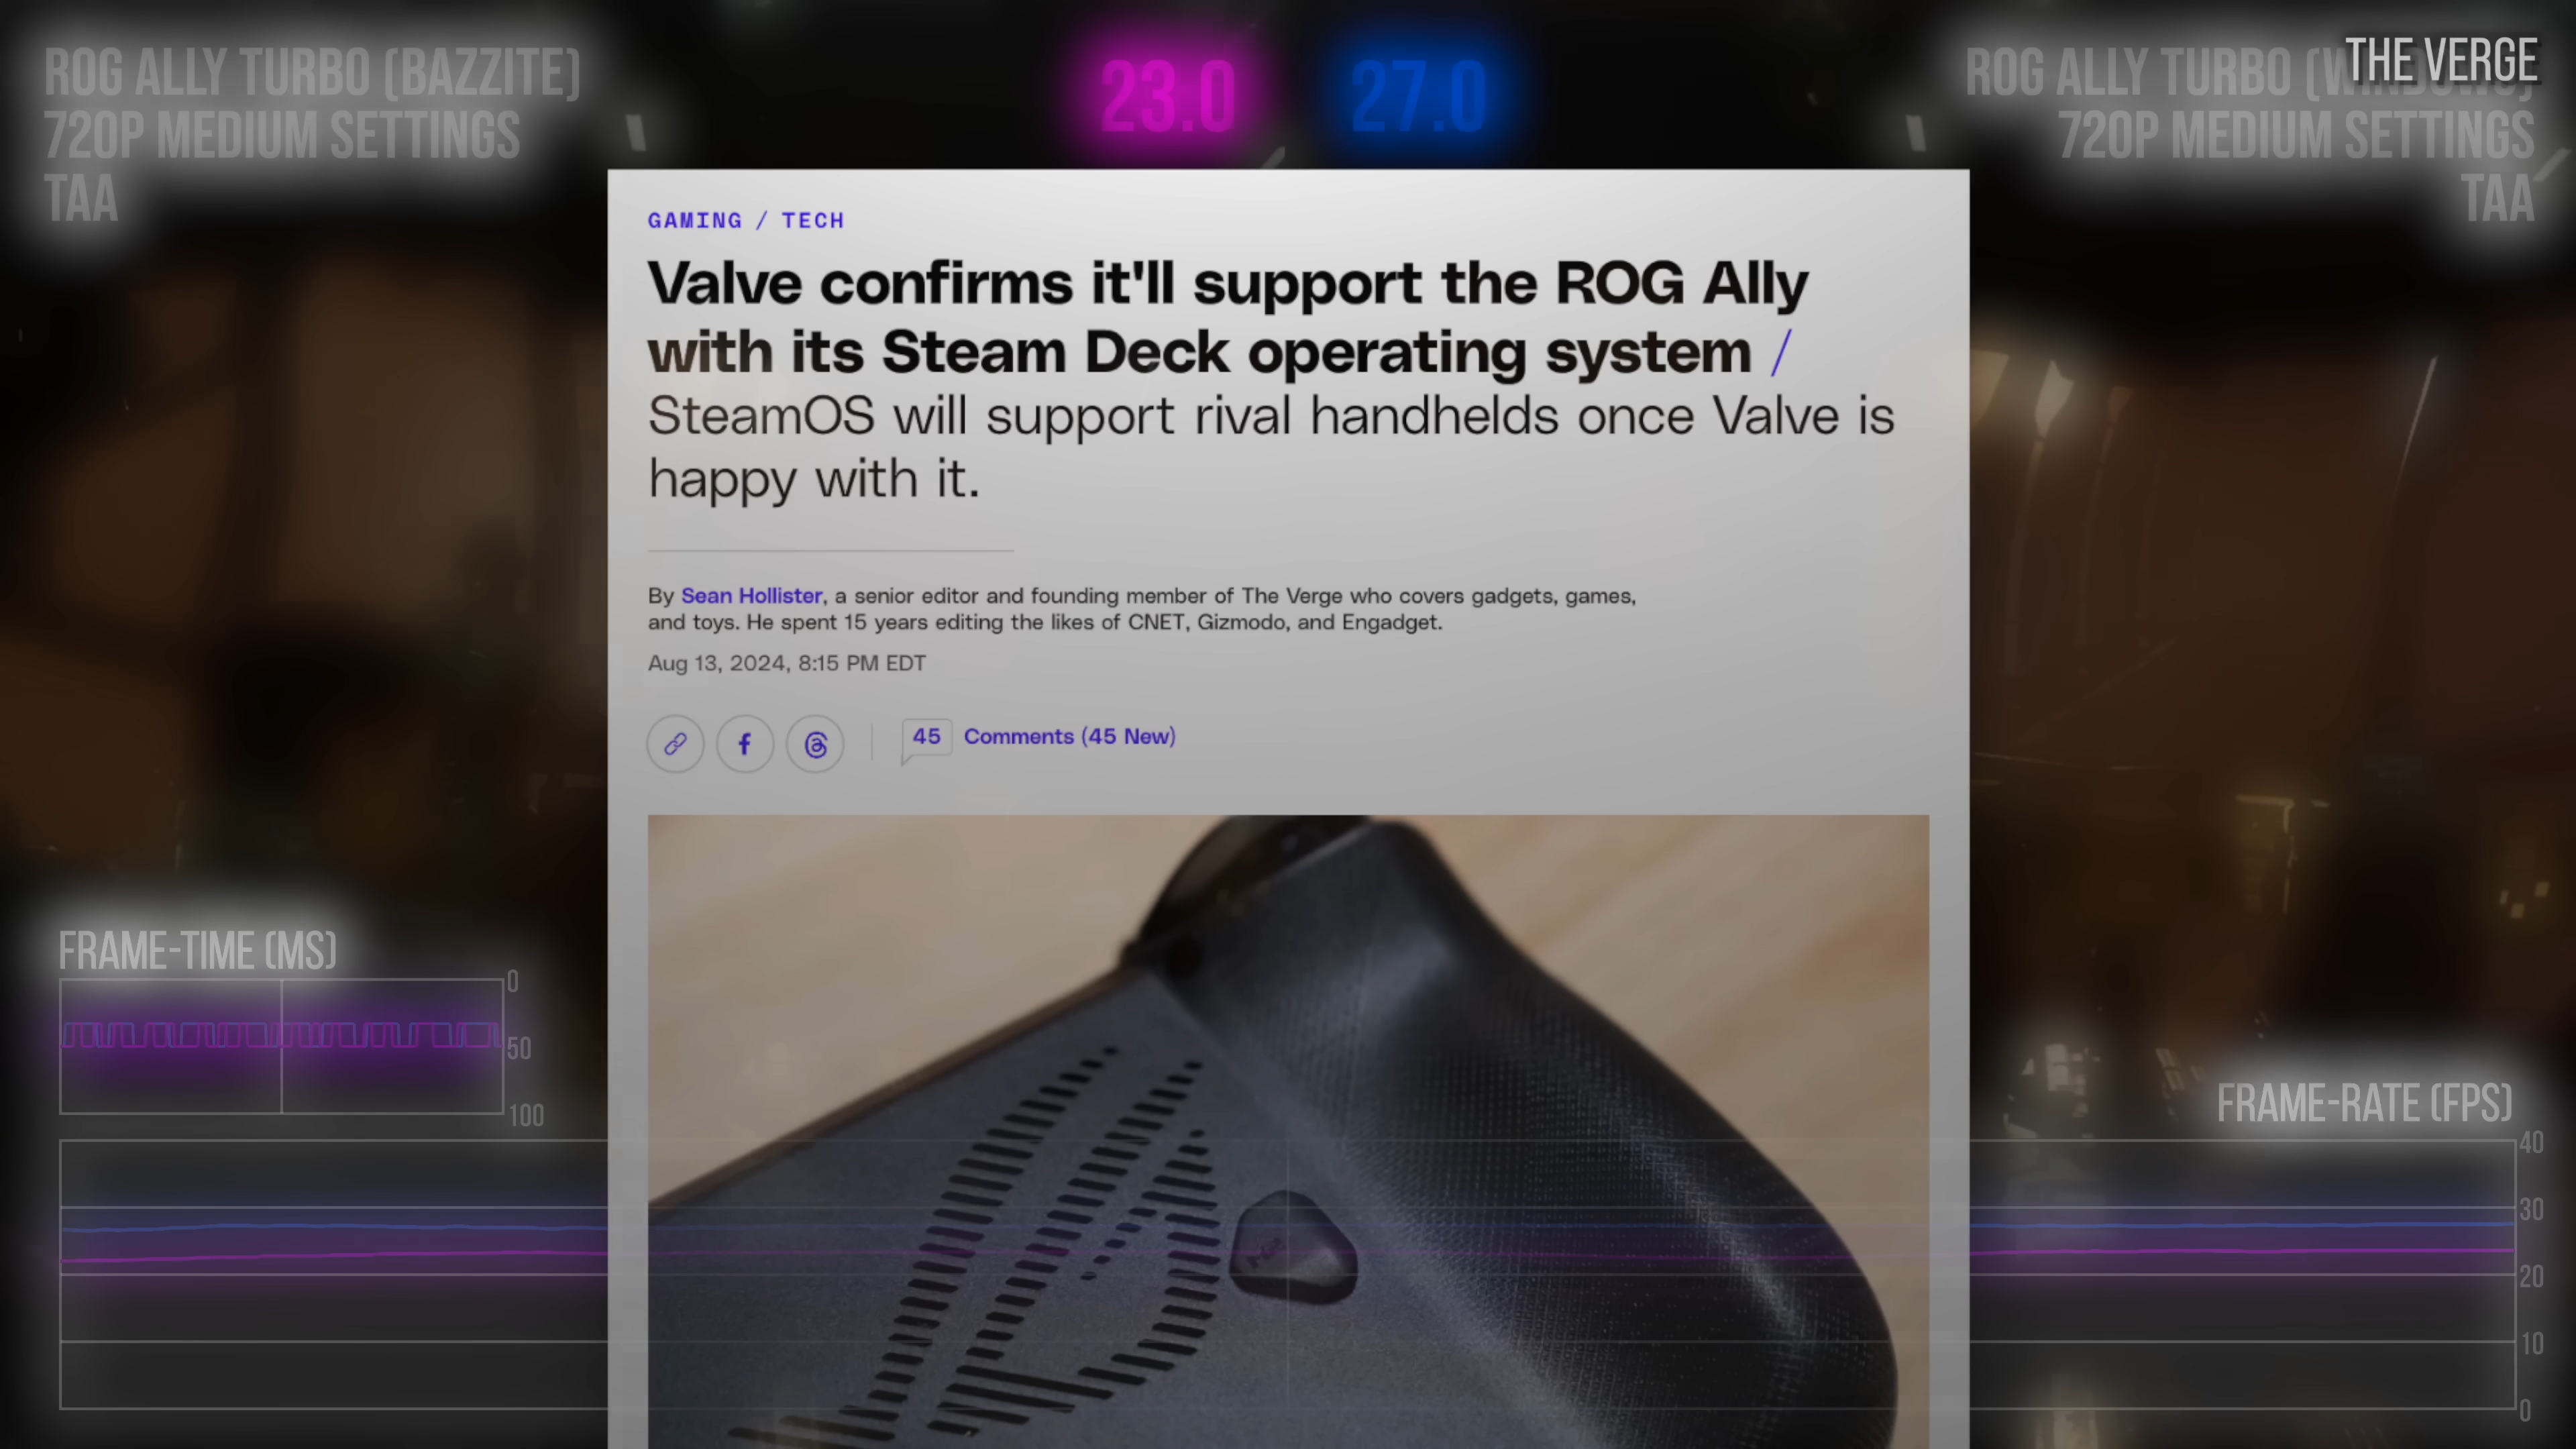 ROG ALLY TURBO (BAZZITE)
720P MEDIUM SETTINGS
TAA
23.0
27.0
ROG ALLY TURBO (WINDOWS)
720P MEDIUM SETTINGS
TAA
THE VERGE
GAMING / TECH
Valve confirms it'll support the ROG Ally
with its Steam Deck operating system /
SteamOS will support rival handhelds once Valve is
happy with it.
By Sean Hollister, a senior editor and founding member of The Verge who covers gadgets, games,
and toys. He spent 15 years editing the likes of CNET, Gizmodo, and Engadget.
Aug 13, 2024, 8:15 PM EDT
45 Comments (45 New)
FRAME-TIME (MS)
0
50
100
FRAME-RATE (FPS)
40
30
20
10
0